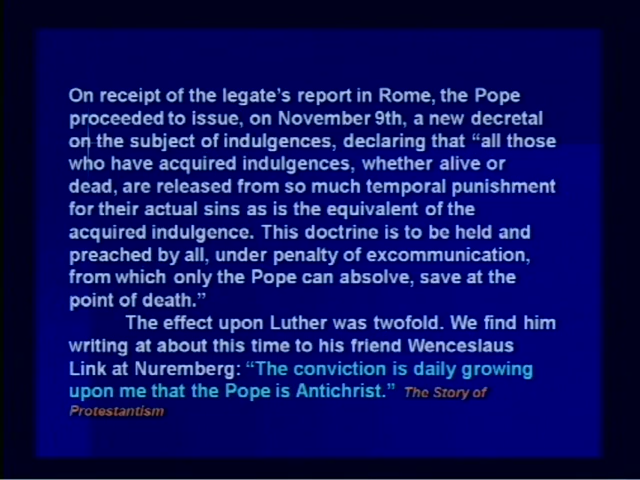 On receipt of the legate's report in Rome, the Pope
proceeded to issue, on November 9th, a new decretal
on the subject of indulgences, declaring that “all those
who have acquired indulgences, whether alive or
dead, are released from so much temporal punishment
for their actual sins as is the equivalent of the
acquired indulgence. This doctrine is to be held and
preached by all, under penalty of excommunication,
from which only the Pope can absolve, save at the
point of death.”
The effect upon Luther was twofold. We find him
writing at about this time to his friend Wenceslaus
Link at Nuremberg: “The conviction is daily growing
upon me that the Pope is Antichrist.” The Story of
Protestantism